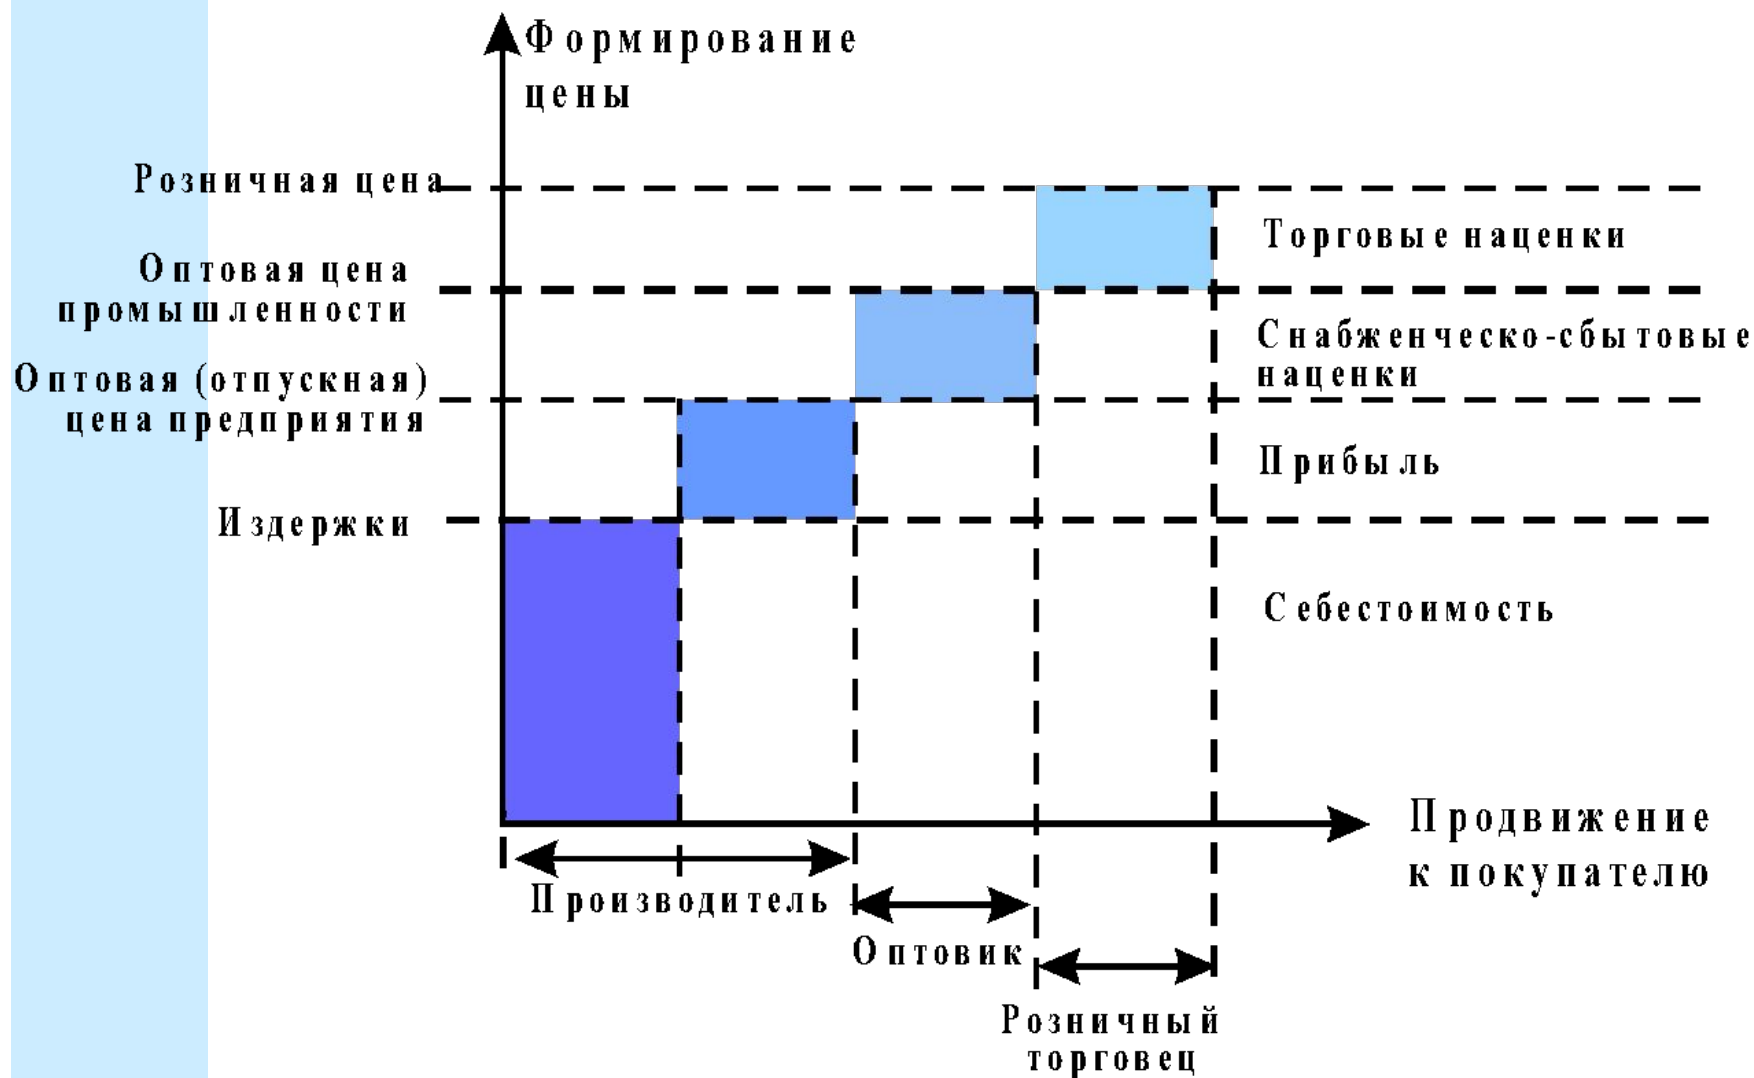 Формирование
цены
Розничная цена
Торговые наценки
Оптовая цена
промышленности
Снабженческо-сбытовые
наценки
Оптовая (отпускная)
цена предприятия
Прибыль
Издержки
Себестоимость
Продвижение
к покупателю
Производитель
Оптовик
Розничный
торговец